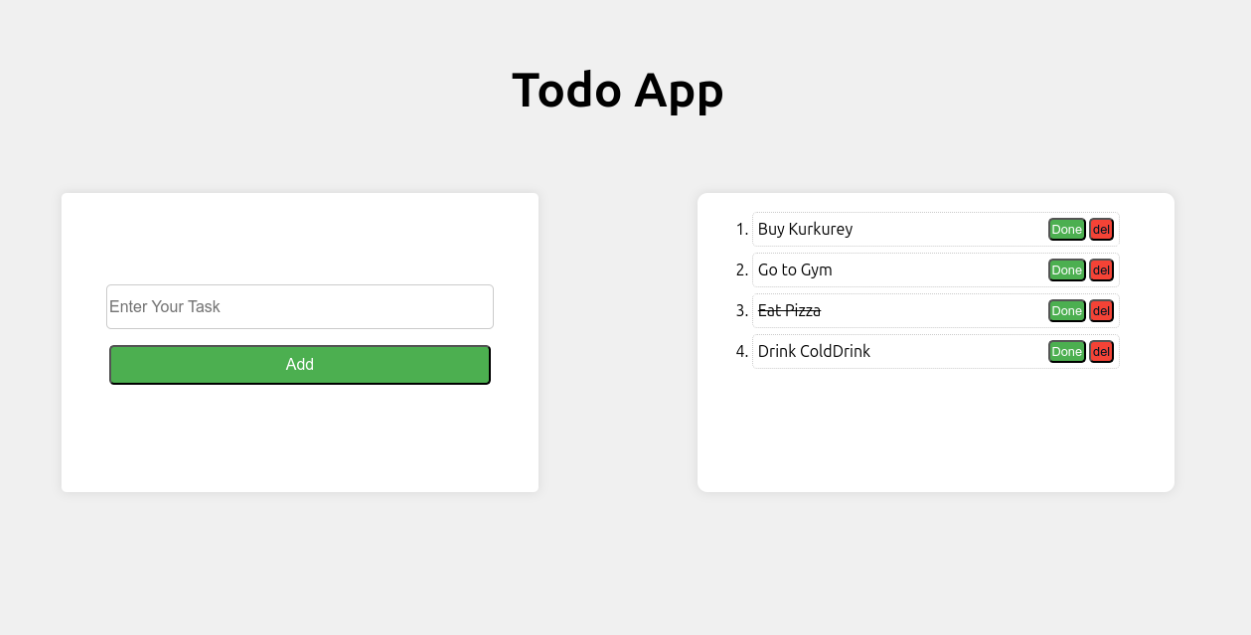 Todo App
Enter Your Task
Add
1. Buy Kurkurey Done del
2. Go to Gym Done del
3. Eat Pizza Done del
4. Drink ColdDrink Done del